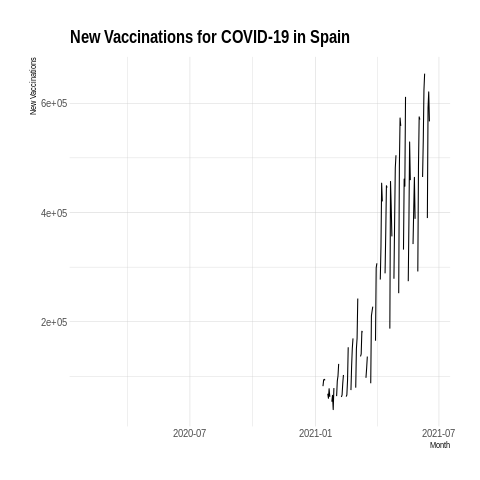 New Vaccinations for COVID-19 in Spain
New Vaccinations
6e+05
4e+05
2e+05
2020-07
2021-01
2021-07
Month